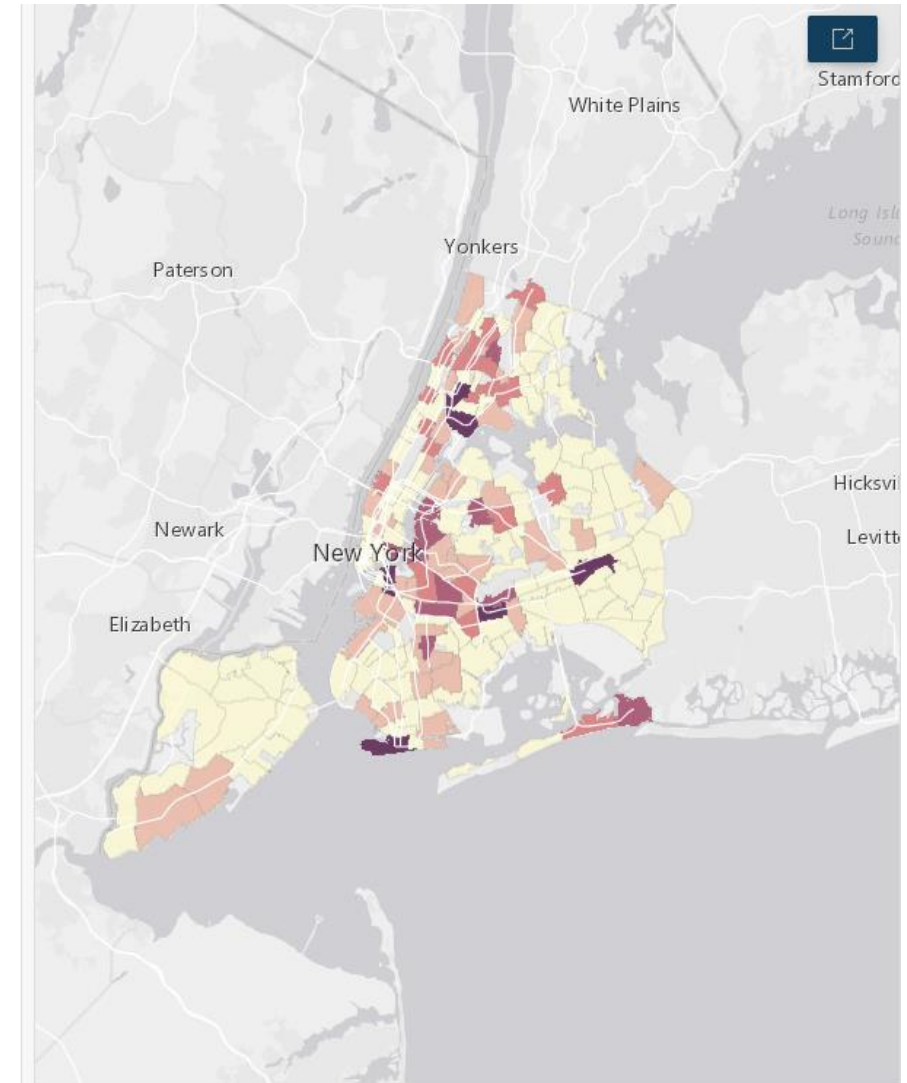 Stamford
White Plains
Long Isl
Sound
Yonkers
Paterson
Hicksvi
Newark
Levitt
New York
Elizabeth